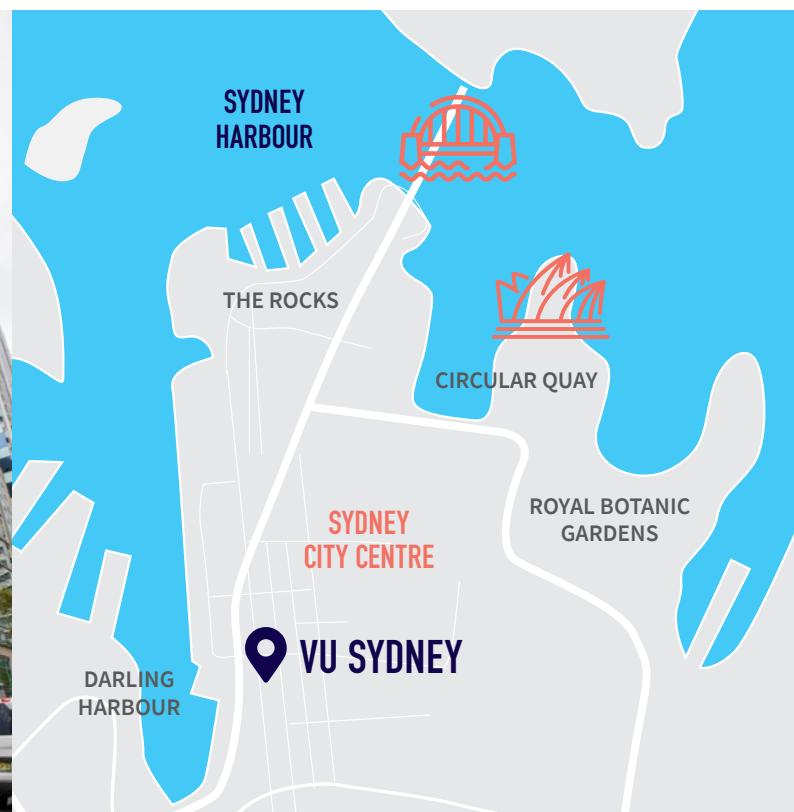 SYDNEY
HARBOUR
THE ROCKS
CIRCULAR QUAY
ROYAL BOTANIC
GARDENS
SYDNEY
CITY CENTRE
VU SYDNEY
DARLING
HARBOUR